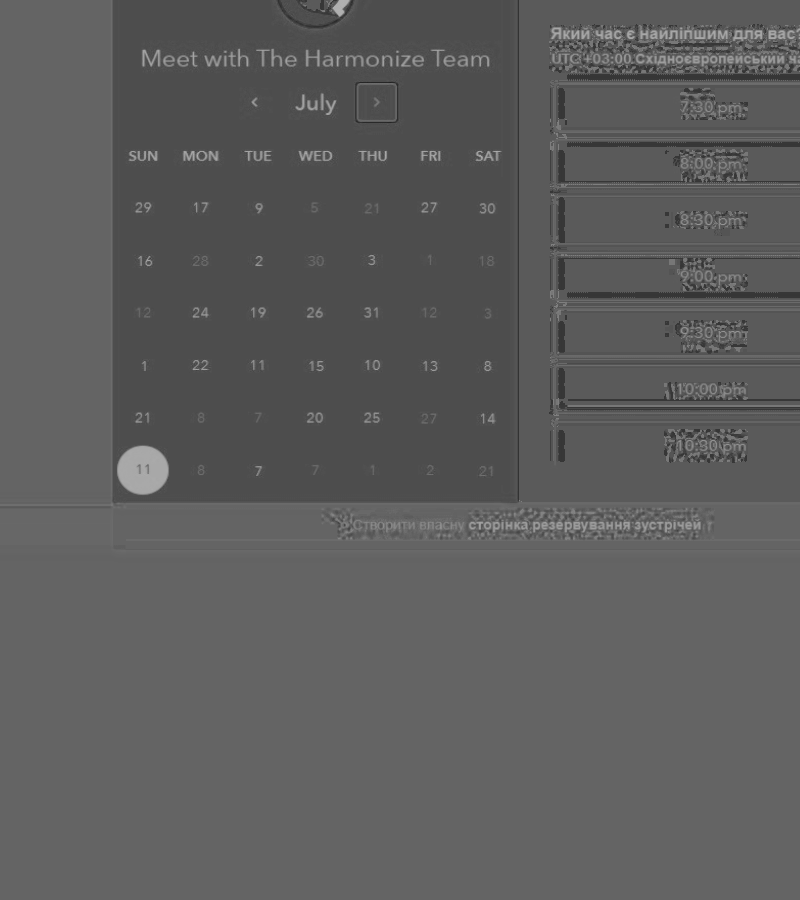 Meet with The Harmonize Team
‹ July ›
SUN MON TUE WED THU FRI SAT
29 17 9 5 21 27 30
16 28 2 30 3 1 18
12 24 19 26 31 12 3
1 22 11 15 10 13 8
21 8 7 20 25 27 14
11 8 7 7 1 2 21
Який час є найліпшим для вас?
UTC +03:00 Східноєвропейський
7:30 pm
8:00 pm
8:30 pm
9:00 pm
9:30 pm
10:00 pm
10:30 pm
Створити власну сторінка резервування зустрічей